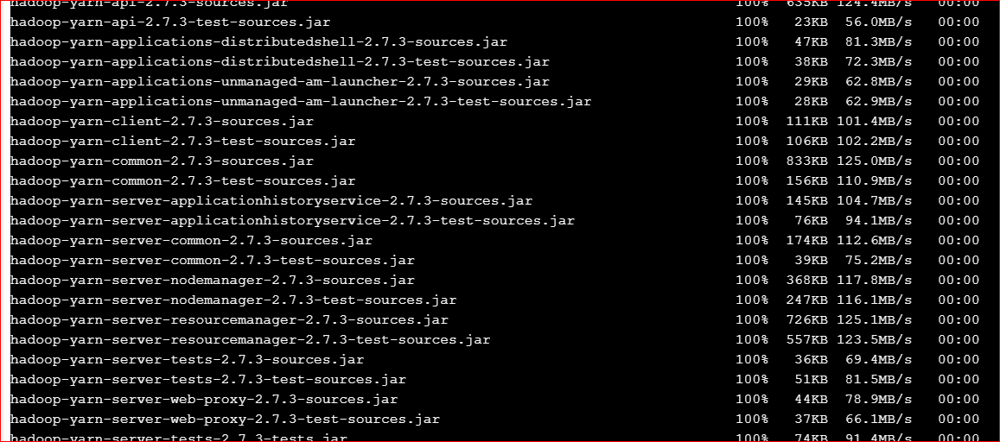 hadoop-yarn-api-2.7.3-sources.jar 100% 635KB 124.4MB/s 00:00
hadoop-yarn-api-2.7.3-test-sources.jar 100% 23KB 56.0MB/s 00:00
hadoop-yarn-applications-distributedshell-2.7.3-sources.jar 100% 47KB 81.3MB/s 00:00
hadoop-yarn-applications-distributedshell-2.7.3-test-sources.jar 100% 38KB 72.3MB/s 00:00
hadoop-yarn-applications-unmanaged-am-launcher-2.7.3-sources.jar 100% 29KB 62.8MB/s 00:00
hadoop-yarn-applications-unmanaged-am-launcher-2.7.3-test-sources.jar 100% 28KB 62.9MB/s 00:00
hadoop-yarn-client-2.7.3-sources.jar 100% 111KB 101.4MB/s 00:00
hadoop-yarn-client-2.7.3-test-sources.jar 100% 106KB 102.2MB/s 00:00
hadoop-yarn-common-2.7.3-sources.jar 100% 833KB 125.0MB/s 00:00
hadoop-yarn-common-2.7.3-test-sources.jar 100% 156KB 110.9MB/s 00:00
hadoop-yarn-server-applicationhistoryservice-2.7.3-sources.jar 100% 145KB 104.7MB/s 00:00
hadoop-yarn-server-applicationhistoryservice-2.7.3-test-sources.jar 100% 76KB 94.1MB/s 00:00
hadoop-yarn-server-common-2.7.3-sources.jar 100% 174KB 112.6MB/s 00:00
hadoop-yarn-server-common-2.7.3-test-sources.jar 100% 39KB 75.2MB/s 00:00
hadoop-yarn-server-nodemanager-2.7.3-sources.jar 100% 368KB 117.8MB/s 00:00
hadoop-yarn-server-nodemanager-2.7.3-test-sources.jar 100% 247KB 116.1MB/s 00:00
hadoop-yarn-server-resourcemanager-2.7.3-sources.jar 100% 726KB 125.1MB/s 00:00
hadoop-yarn-server-resourcemanager-2.7.3-test-sources.jar 100% 557KB 123.5MB/s 00:00
hadoop-yarn-server-tests-2.7.3-sources.jar 100% 36KB 69.4MB/s 00:00
hadoop-yarn-server-tests-2.7.3-test-sources.jar 100% 51KB 81.5MB/s 00:00
hadoop-yarn-server-web-proxy-2.7.3-sources.jar 100% 44KB 78.9MB/s 00:00
hadoop-yarn-server-web-proxy-2.7.3-test-sources.jar 100% 37KB 66.1MB/s 00:00
hadoop-yarn-server-tests-2.7.3-tests.jar 100% 74KB 91.4MB/s 00:00